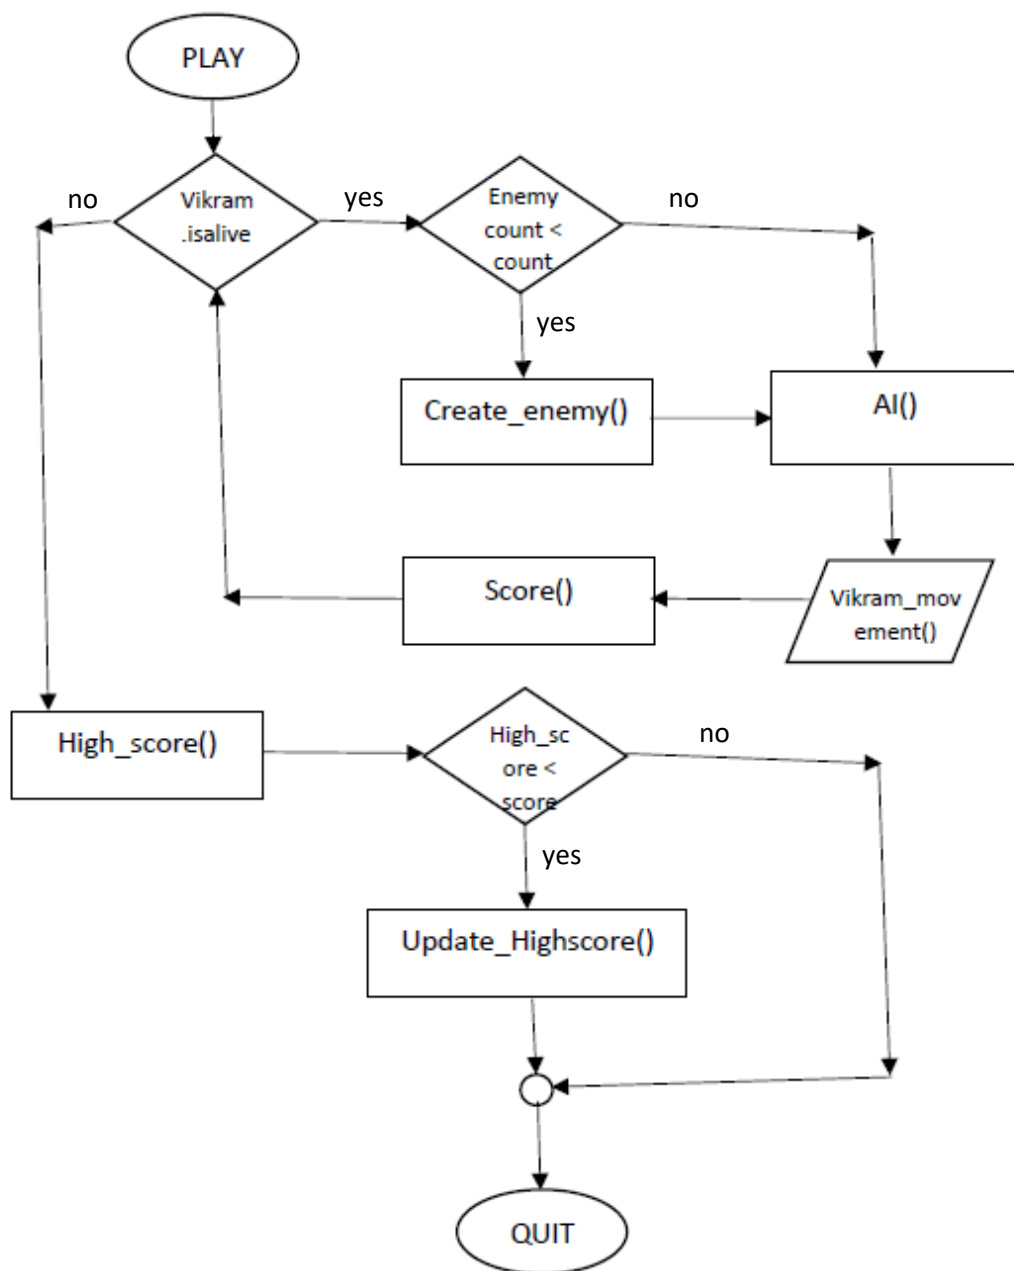 PLAY
no
Vikram
.isalive
yes
Enemy
count <
count
no
yes
Create_enemy()
AI()
Score()
Vikram_mov
ement()
High_score()
High_sc
ore <
score
no
yes
Update_Highscore()
QUIT